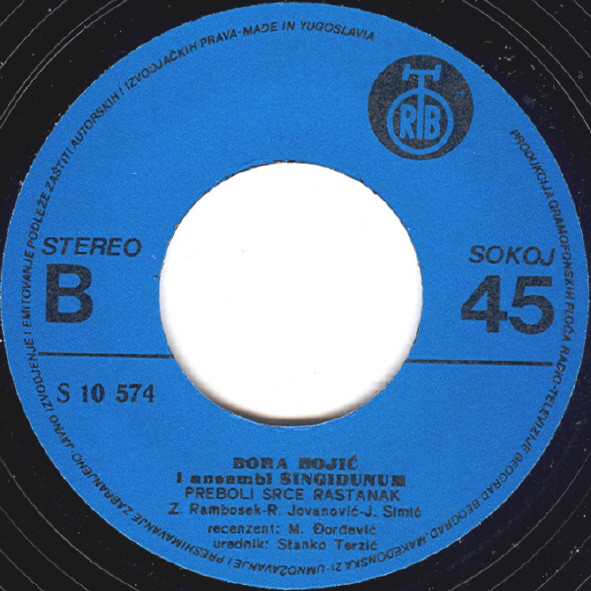 PRODUKCIJA GRAMOFONSKIH PLOČA RADIO-TELEVIZIJE BEOGRAD-BEOGRAD, MAKEDONSKA 21 · UMNOŽAVANJE I PRESNIMAVANJE ZABRANJENO · JAVNO IZVOĐENJE I EMITOVANJE PODLEŽE ZAŠTITI AUTORSKIH I IZVOĐAČKIH PRAVA · MADE IN YUGOSLAVIA
RTB
STEREO
B
SOKOJ
45
S 10 574
BORA BOJIĆ
i ansambl SINGIDUNUM
PREBOLI SRCE RASTANAK
Z. Rambosek-R. Jovanović-J. Simić
recenzent: M. Đorđević
urednik: Stanko Terzić